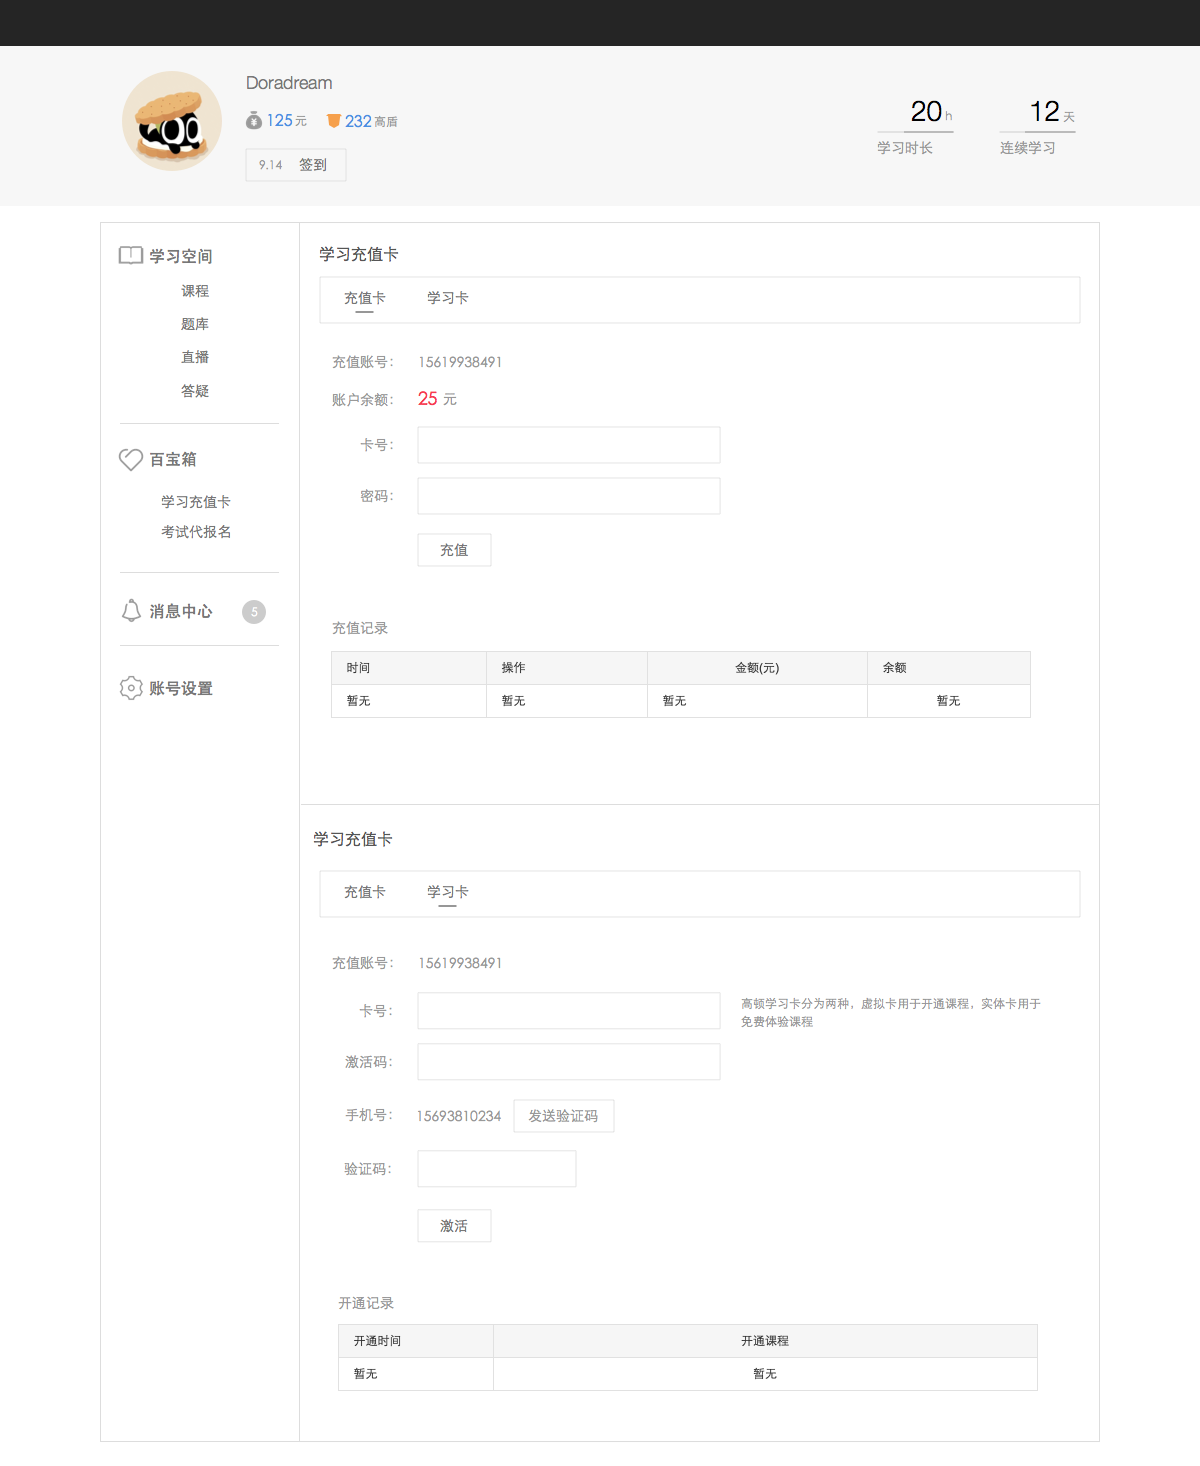 Doradream
125元 232高盾
9.14 签到
20 h
学习时长
12 天
连续学习
学习空间
课程
题库
直播
答疑
百宝箱
学习充值卡
考试代报名
消息中心 5
账号设置
学习充值卡
充值卡 学习卡
充值账号： 15619938491
账户余额： 25 元
卡号：
密码：
充值
充值记录
时间 操作 金额(元) 余额
暂无 暂无 暂无 暂无
学习充值卡
充值卡 学习卡
充值账号： 15619938491
卡号：
高顿学习卡分为两种，虚拟卡用于开通课程，实体卡用于
免费体验课程
激活码：
手机号： 15693810234 发送验证码
验证码：
激活
开通记录
开通时间 开通课程
暂无 暂无